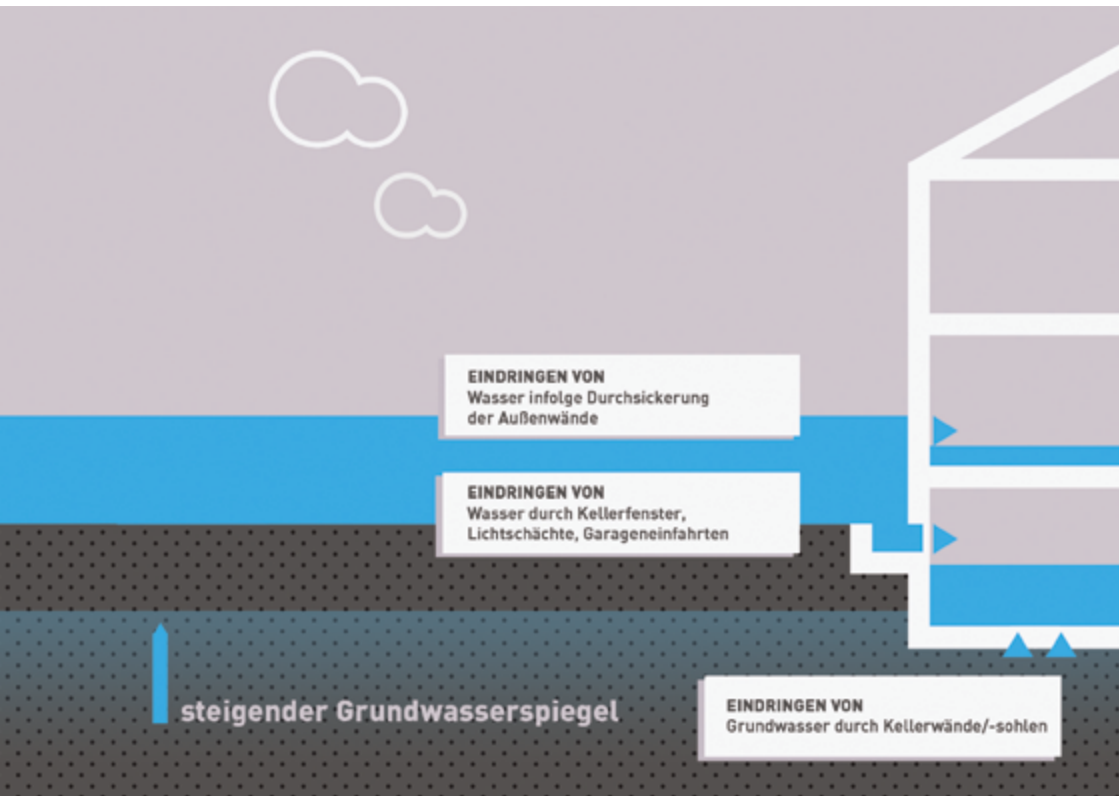 EINDRINGEN VON
Wasser infolge Durchsickerung
der Außenwände
EINDRINGEN VON
Wasser durch Kellerfenster,
Lichtschächte, Garageneinfahrten
steigender Grundwasserspiegel
EINDRINGEN VON
Grundwasser durch Kellerwände/-sohlen